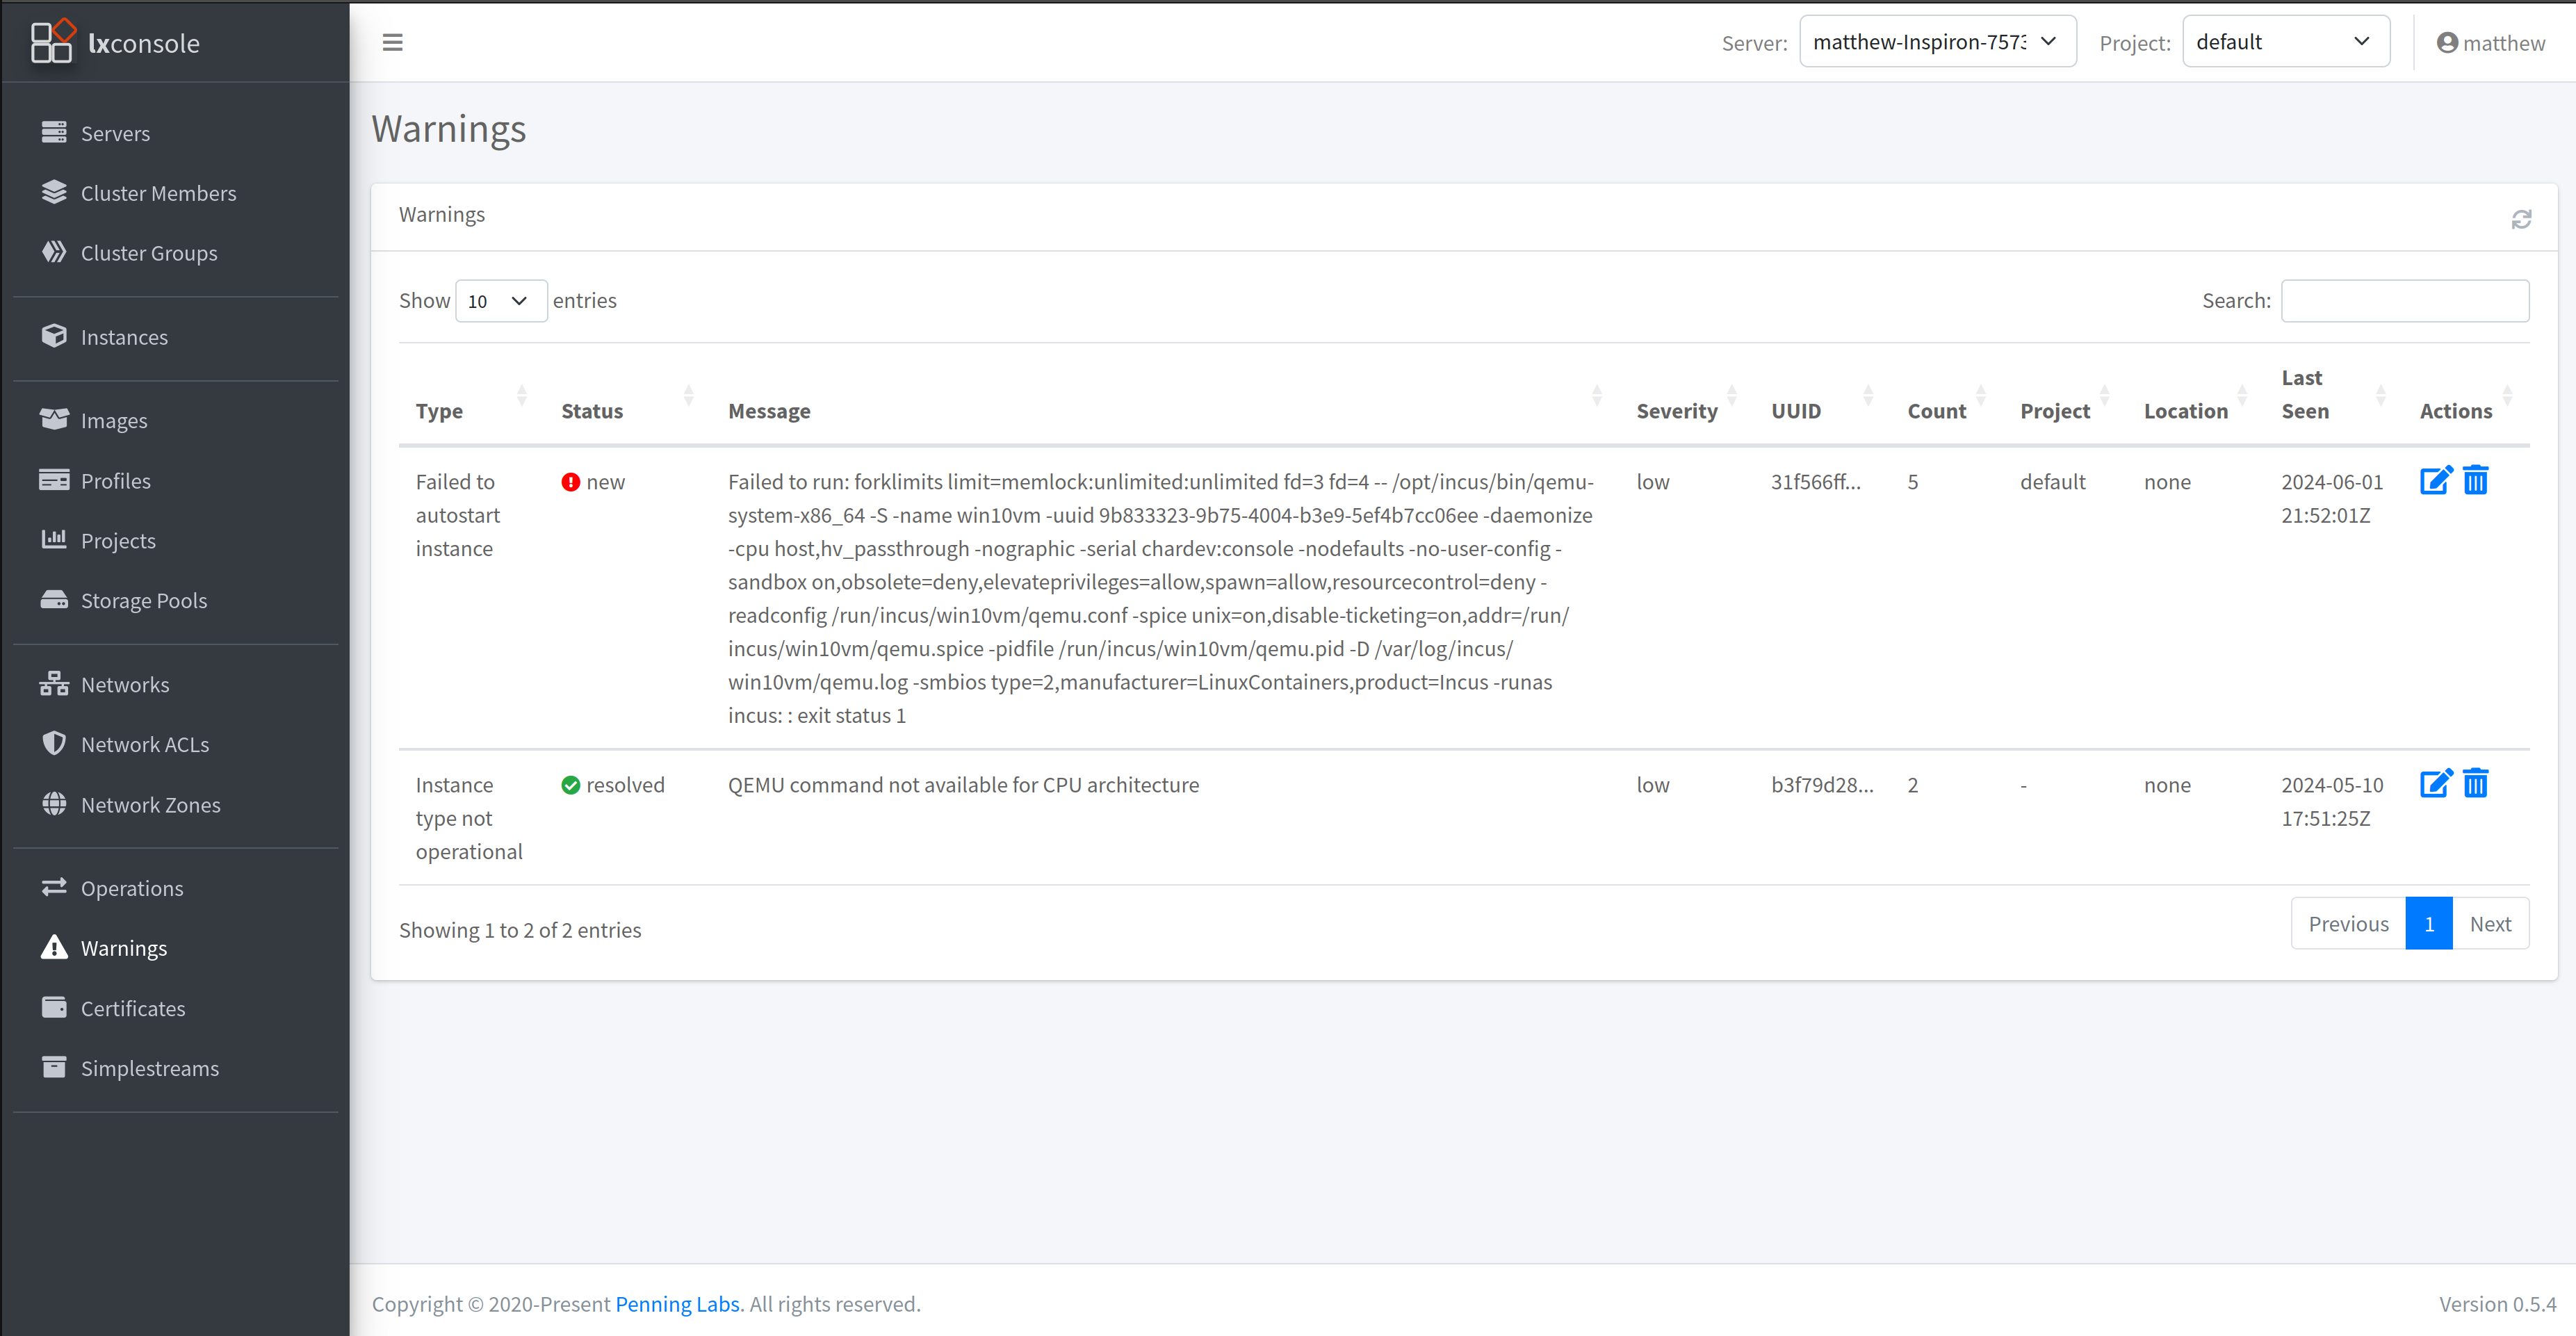 lxconsole
Server: matthew-Inspiron-7573 Project: default matthew
Servers
Cluster Members
Cluster Groups
Instances
Images
Profiles
Projects
Storage Pools
Networks
Network ACLs
Network Zones
Operations
Warnings
Certificates
Simplestreams
Warnings
Warnings
Show 10 entries
Search:
Type Status Message Severity UUID Count Project Location Last Seen Actions
Failed to autostart instance
new
Failed to run: forklimits limit=memlock:unlimited:unlimited fd=3 fd=4 -- /opt/incus/bin/qemu-
system-x86_64 -S -name win10vm -uuid 9b833323-9b75-4004-b3e9-5ef4b7cc06ee -daemonize
-cpu host,hv_passthrough -nographic -serial chardev:console -nodefaults -no-user-config -
sandbox on,obsolete=deny,elevateprivileges=allow,spawn=allow,resourcecontrol=deny -
readconfig /run/incus/win10vm/qemu.conf -spice unix=on,disable-ticketing=on,addr=/run/
incus/win10vm/qemu.spice -pidfile /run/incus/win10vm/qemu.pid -D /var/log/incus/
win10vm/qemu.log -smbios type=2,manufacturer=LinuxContainers,product=Incus -runas
incus: : exit status 1
low
31f566ff...
5
default
none
2024-06-01
21:52:01Z
Instance type not operational
resolved
QEMU command not available for CPU architecture
low
b3f79d28...
2
-
none
2024-05-10
17:51:25Z
Showing 1 to 2 of 2 entries
Previous 1 Next
Copyright © 2020-Present Penning Labs. All rights reserved.
Version 0.5.4